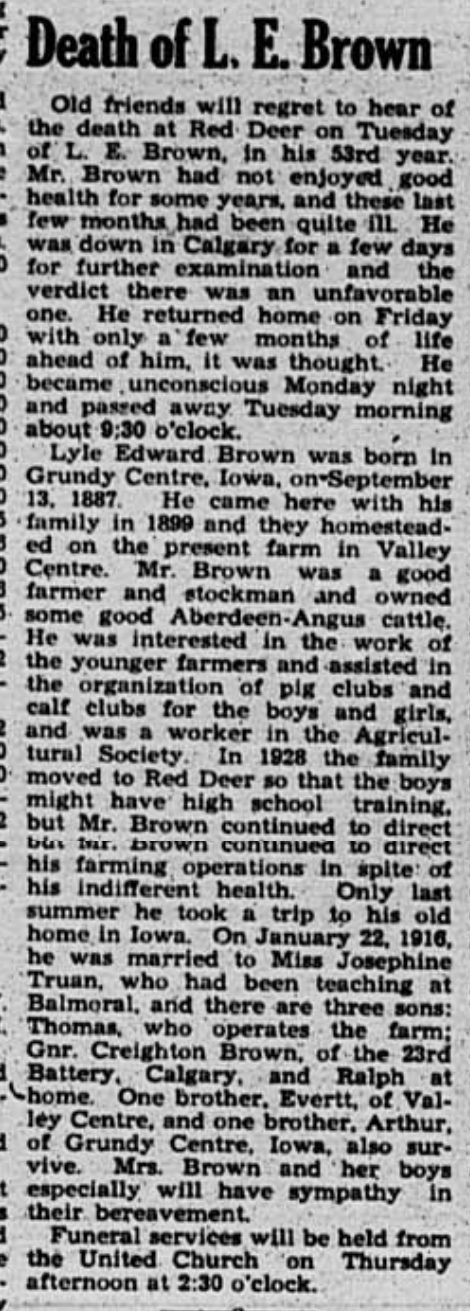 Death of L. E. Brown
Old friends will regret to hear of
the death at Red Deer on Tuesday
of L. E. Brown, in his 53rd year.
Mr. Brown had not enjoyed good
health for some years, and these last
few months had been quite ill. He
was down in Calgary for a few days
for further examination and the
verdict there was an unfavorable
one. He returned home on Friday
with only a few months of life
ahead of him, it was thought. He
became unconscious Monday night
and passed away Tuesday morning
about 9:30 o'clock.
Lyle Edward Brown was born in
Grundy Centre, Iowa, on September
13, 1887. He came here with his
family in 1899 and they homestead-
ed on the present farm in Valley
Centre. Mr. Brown was a good
farmer and stockman and owned
some good Aberdeen-Angus cattle.
He was interested in the work of
the younger farmers and assisted in
the organization of pig clubs and
calf clubs for the boys and girls,
and was a worker in the Agricul-
tural Society. In 1928 the family
moved to Red Deer so that the boys
might have high school training,
but Mr. Brown continued to direct
but Mr. Brown continued to direct
his farming operations in spite of
his indifferent health. Only last
summer he took a trip to his old
home in Iowa. On January 22, 1916,
he was married to Miss Josephine
Truan, who had been teaching at
Balmoral, and there are three sons:
Thomas, who operates the farm;
Gnr. Creighton Brown, of the 23rd
Battery, Calgary, and Ralph at
home. One brother, Evertt, of Val-
ley Centre, and one brother, Arthur,
of Grundy Centre, Iowa, also sur-
vive. Mrs. Brown and her boys
especially will have sympathy in
their bereavement.
Funeral services will be held from
the United Church on Thursday
afternoon at 2:30 o'clock.